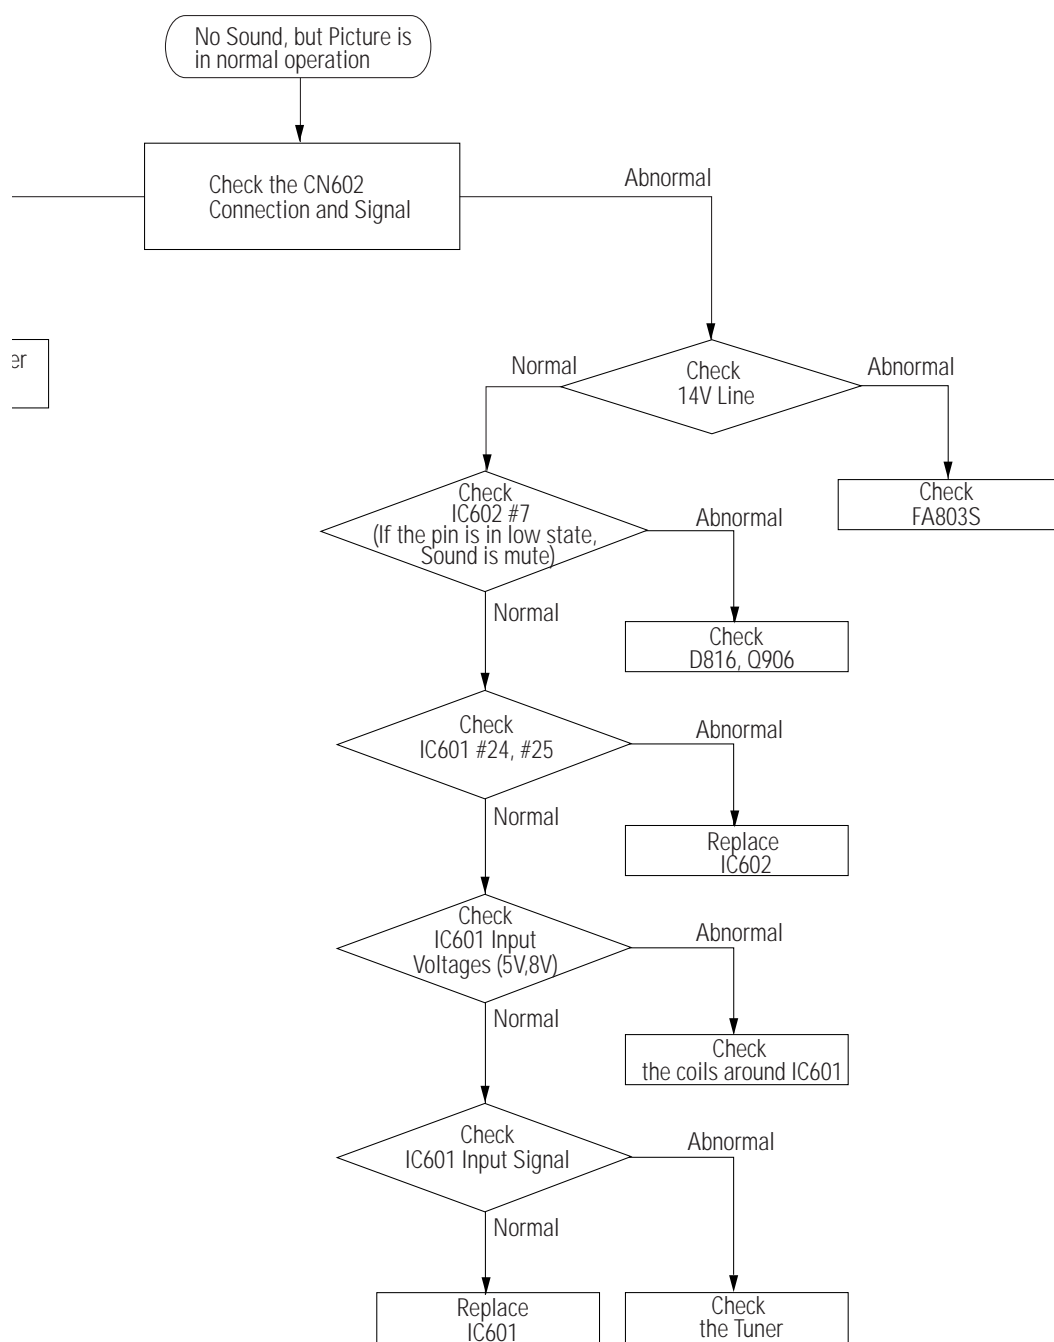 No Sound, but Picture is
in normal operation
Check the CN602
Connection and Signal
Abnormal
er
Check
14V Line
Normal
Abnormal
Check
FA803S
Check
IC602 #7
(If the pin is in low state,
Sound is mute)
Abnormal
Normal
Check
D816, Q906
Check
IC601 #24, #25
Abnormal
Normal
Replace
IC602
Check
IC601 Input
Voltages (5V,8V)
Abnormal
Normal
Check
the coils around IC601
Check
IC601 Input Signal
Abnormal
Normal
Replace
IC601
Check
the Tuner